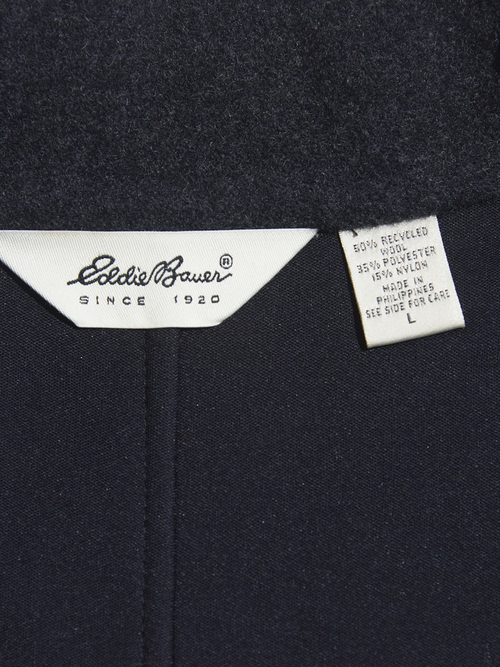 Eddie Bauer®
SINCE 1920
50% RECYCLED
WOOL
35% POLYESTER
15% NYLON
MADE IN
PHILIPPINES
SEE SIDE FOR CARE
L